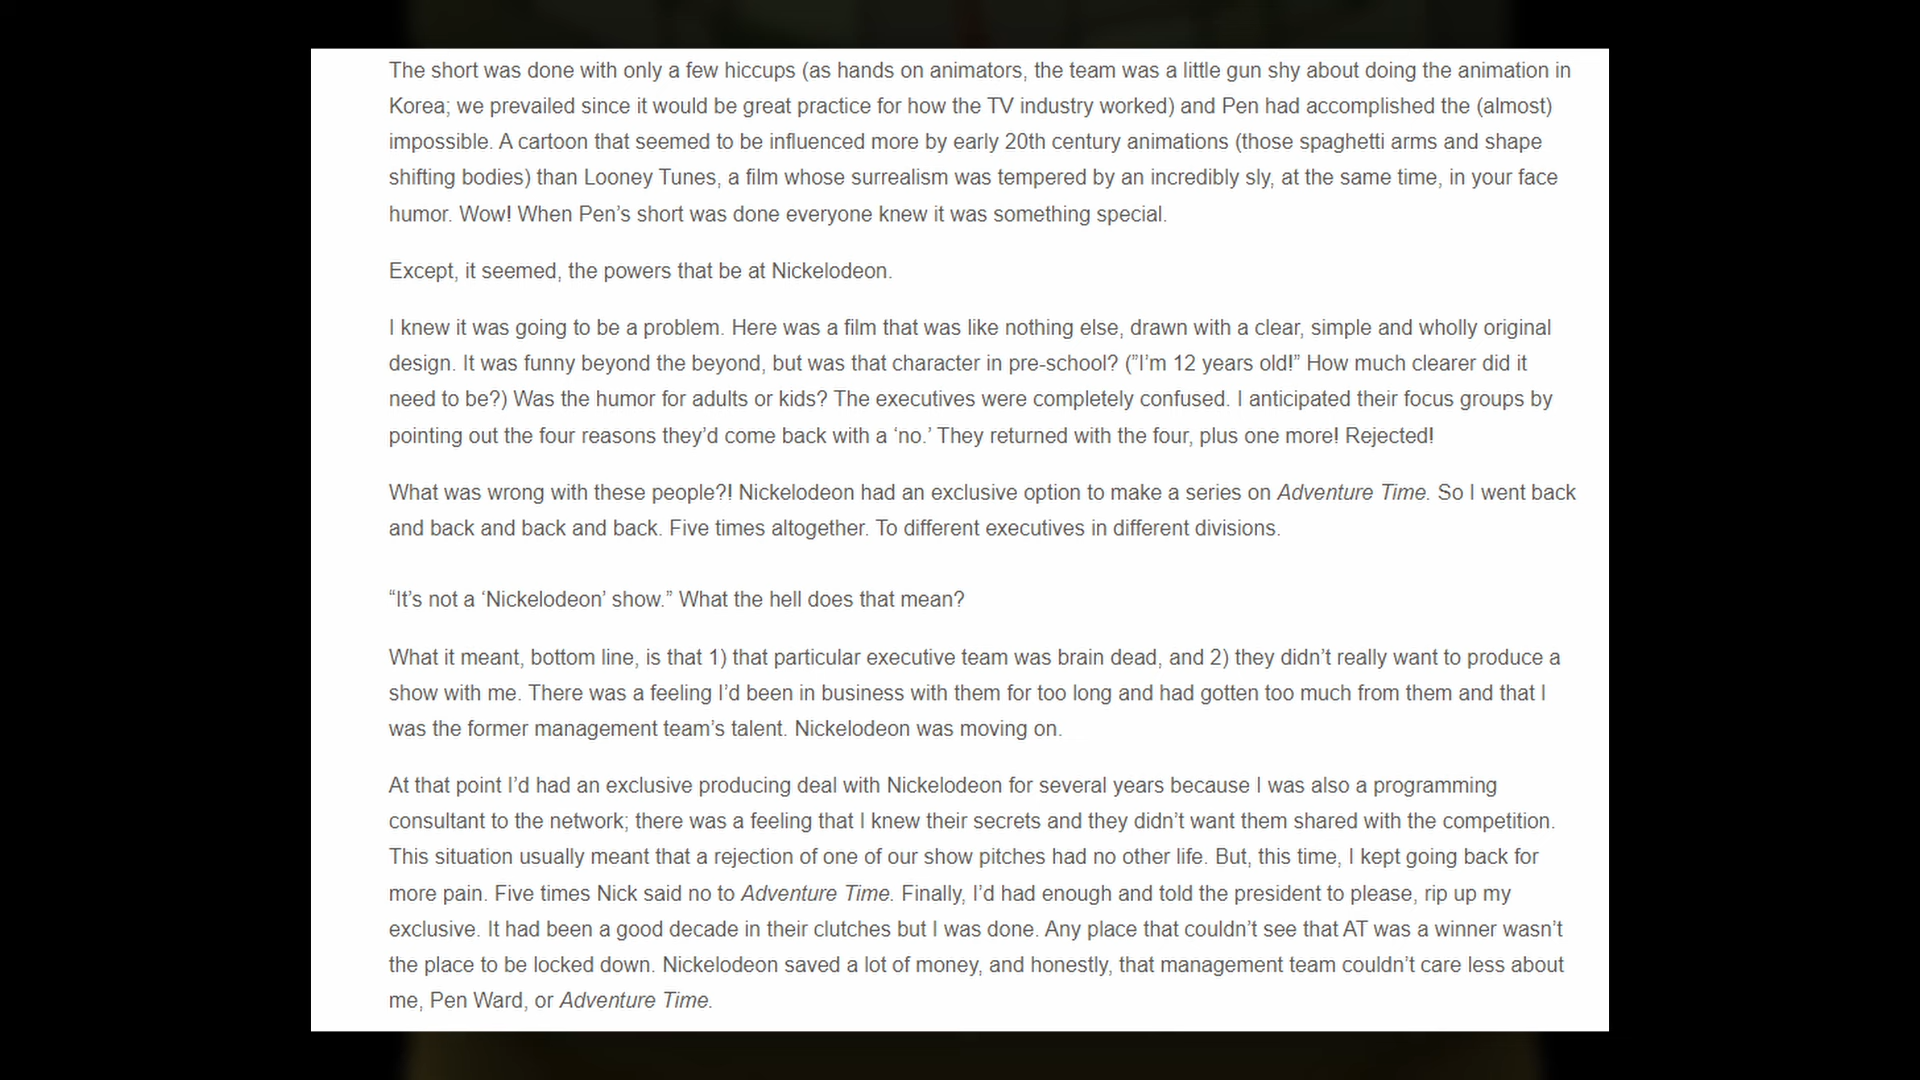 The short was done with only a few hiccups (as hands on animators, the team was a little gun shy about doing the animation in
Korea; we prevailed since it would be great practice for how the TV industry worked) and Pen had accomplished the (almost)
impossible. A cartoon that seemed to be influenced more by early 20th century animations (those spaghetti arms and shape
shifting bodies) than Looney Tunes, a film whose surrealism was tempered by an incredibly sly, at the same time, in your face
humor. Wow! When Pen’s short was done everyone knew it was something special.
Except, it seemed, the powers that be at Nickelodeon.
I knew it was going to be a problem. Here was a film that was like nothing else, drawn with a clear, simple and wholly original
design. It was funny beyond the beyond, but was that character in pre-school? (”I’m 12 years old!” How much clearer did it
need to be?) Was the humor for adults or kids? The executives were completely confused. I anticipated their focus groups by
pointing out the four reasons they’d come back with a ‘no.’ They returned with the four, plus one more! Rejected!
What was wrong with these people?! Nickelodeon had an exclusive option to make a series on Adventure Time. So I went back
and back and back and back. Five times altogether. To different executives in different divisions.
“It’s not a ‘Nickelodeon’ show.” What the hell does that mean?
What it meant, bottom line, is that 1) that particular executive team was brain dead, and 2) they didn’t really want to produce a
show with me. There was a feeling I’d been in business with them for too long and had gotten too much from them and that I
was the former management team’s talent. Nickelodeon was moving on.
At that point I’d had an exclusive producing deal with Nickelodeon for several years because I was also a programming
consultant to the network; there was a feeling that I knew their secrets and they didn’t want them shared with the competition.
This situation usually meant that a rejection of one of our show pitches had no other life. But, this time, I kept going back for
more pain. Five times Nick said no to Adventure Time. Finally, I’d had enough and told the president to please, rip up my
exclusive. It had been a good decade in their clutches but I was done. Any place that couldn’t see that AT was a winner wasn’t
the place to be locked down. Nickelodeon saved a lot of money, and honestly, that management team couldn’t care less about
me, Pen Ward, or Adventure Time.